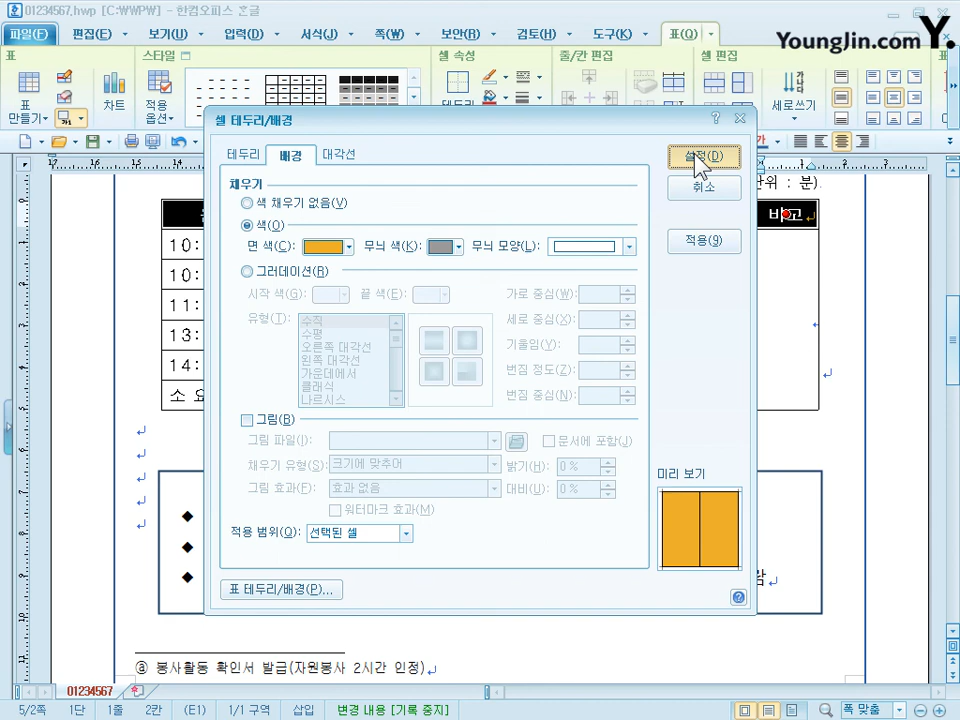 01234567.hwp [C:₩WP₩] - 한컴오피스 한글
YoungJin.com Y.
파일(F) 편집(E) 보기(U) 입력(D) 서식(J) 쪽(W) 보안(R) 검토(H) 도구(K) 표(Q)
표 스타일 셀 속성 줄/칸 편집 셀 편집
표 만들기 차트 적용 옵션 세로쓰기
셀 테두리/배경
17 16 15 14 1 2 3
테두리 배경 대각선
설정(D)
취소
적용(g)
채우기
색 채우기 없음(V)
색(O)
면 색(C): 무늬 색(K): 무늬 모양(L):
그러데이션(R)
시작 색(G): 끝 색(E): 가로 중심(W):
유형(T): 수직
수평
오른쪽 대각선
왼쪽 대각선
가운데에서
클래식
나르시스
세로 중심(X):
기울임(Y):
번짐 정도(Z):
번짐 중심(N):
그림(B)
그림 파일(I): 문서에 포함(J)
채우기 유형(S): 크기에 맞추어 밝기(H): 0 %
그림 효과(F): 효과 없음 대비(U): 0 %
워터마크 효과(M)
적용 범위(Q): 선택된 셀
미리 보기
표 테두리/배경(P)...
위 : 분)
비고
10:
10:
11:
13:
14:
소 요
◆
◆
◆
ⓐ 봉사활동 확인서 발급(자원봉사 2시간 인정)
01234567
5/2쪽 1단 1줄 2칸 (E1) 1/1 구역 삽입 변경 내용 [기록 중지] 폭 맞춤